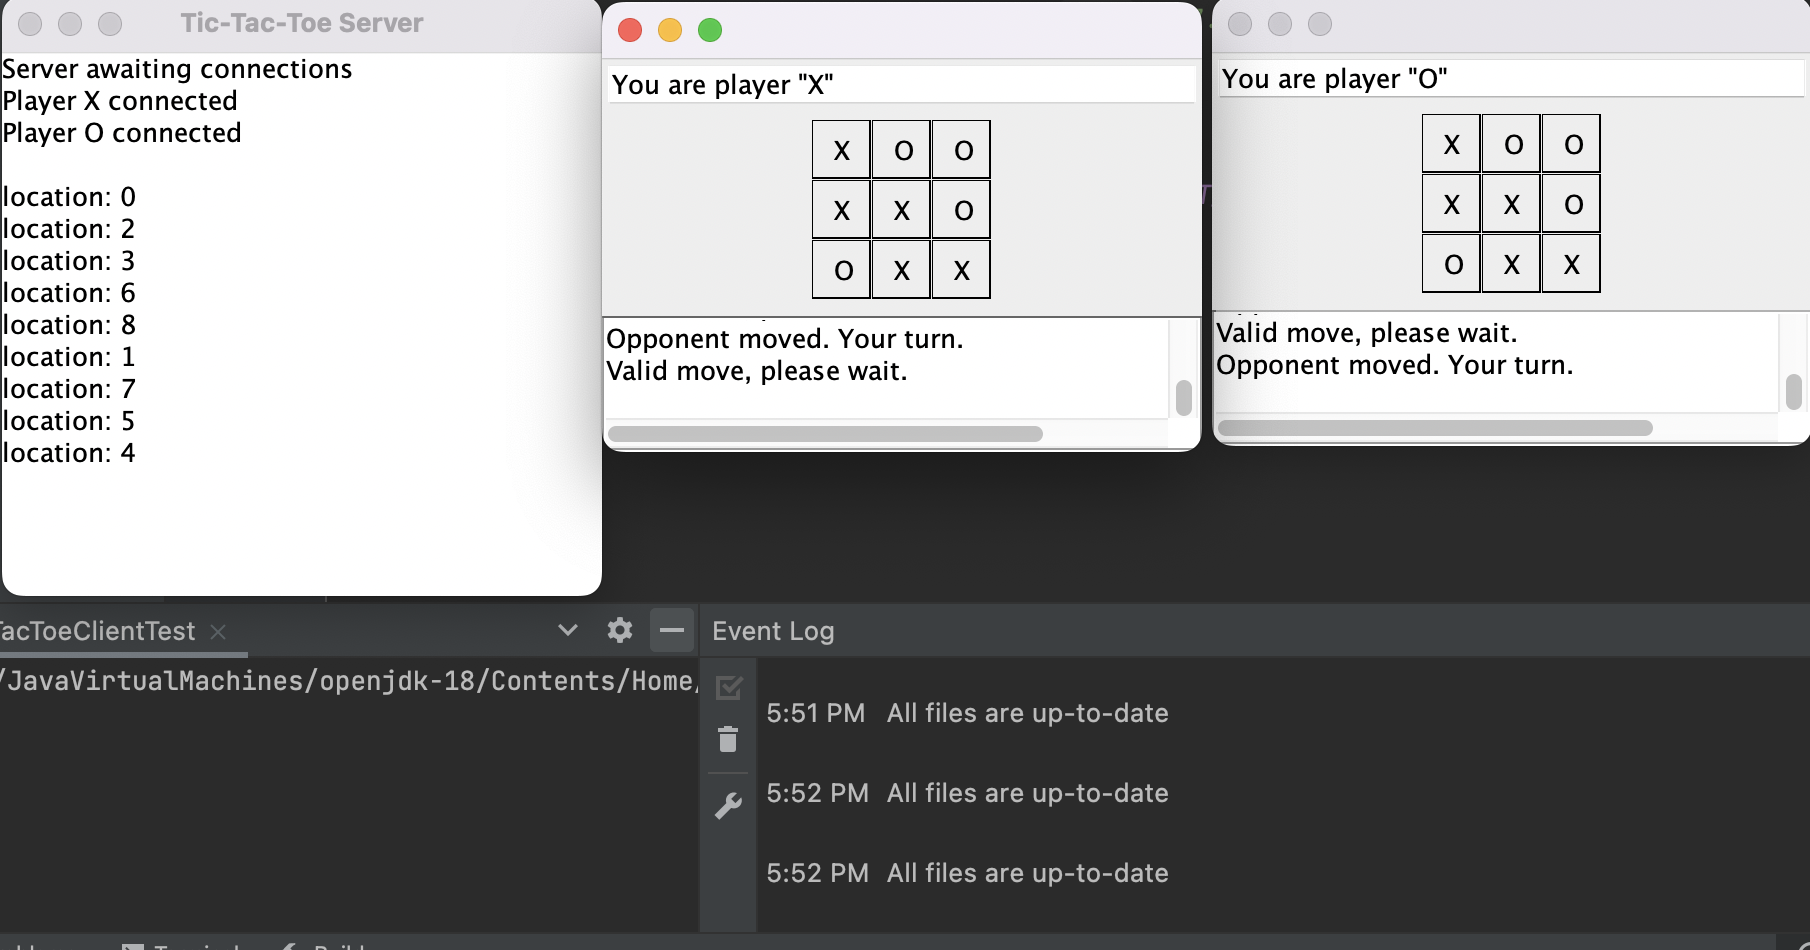 Tic-Tac-Toe Server
Server awaiting connections
Player X connected
Player O connected
location: 0
location: 2
location: 3
location: 6
location: 8
location: 1
location: 7
location: 5
location: 4
You are player "X"
X O O
X X O
O X X
Opponent moved. Your turn.
Valid move, please wait.
You are player "O"
X O O
X X O
O X X
Valid move, please wait.
Opponent moved. Your turn.
TacToeClientTest
/JavaVirtualMachines/openjdk-18/Contents/Home/
Event Log
5:51 PM All files are up-to-date
5:52 PM All files are up-to-date
5:52 PM All files are up-to-date